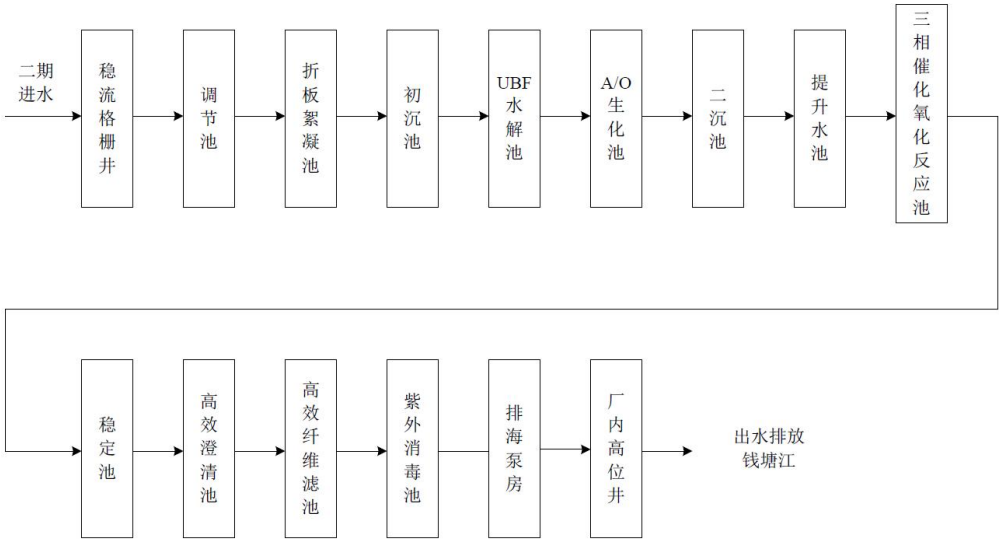 二期
进水
稳流格栅井
调节池
折板絮凝池
初沉池
UBF
水解池
A/O
生化池
二沉池
提升水池
三相催化氧化反应池
稳定池
高效澄清池
高效纤维滤池
紫外消毒池
排海泵房
厂内高位井
出水排放
钱塘江